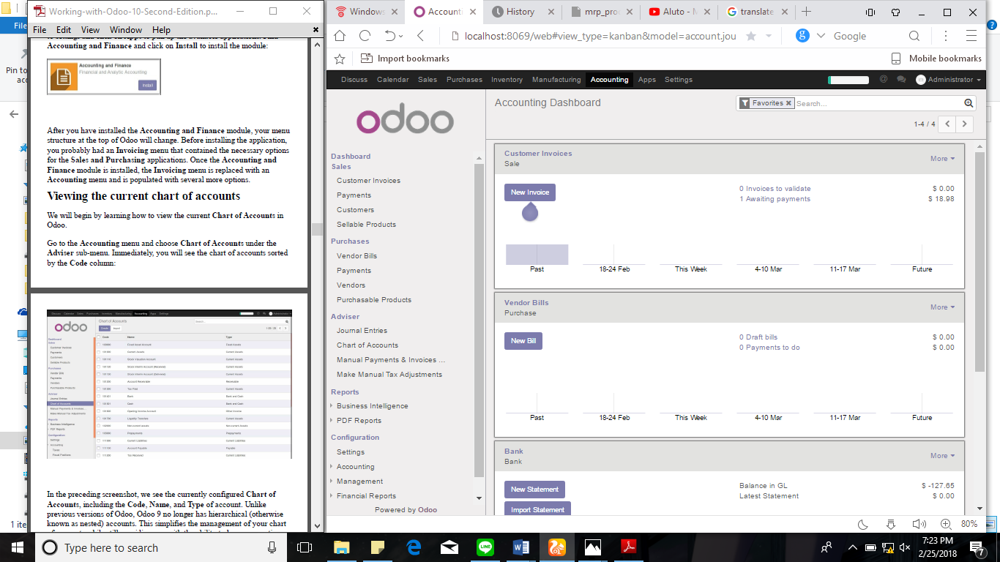 Working-with-Odoo-10-Second-Edition.p...
File Edit View Window Help
File
Pin to
acc
1 ite
Accounting and Finance and click on Install to install the module:
Accounting and Finance
Financial and Analytic Accounting
Install
After you have installed the Accounting and Finance module, your menu
structure at the top of Odoo will change. Before installing the application,
you probably had an Invoicing menu that contained the necessary options
for the Sales and Purchasing applications. Once the Accounting and
Finance module is installed, the Invoicing menu is replaced with an
Accounting menu and is populated with several more options.
Viewing the current chart of accounts
We will begin by learning how to view the current Chart of Accounts in
Odoo.
Go to the Accounting menu and choose Chart of Accounts under the
Adviser sub-menu. Immediately, you will see the chart of accounts sorted
by the Code column:
odoo
Chart of Accounts
Code Name Type
In the preceding screenshot, we see the currently configured Chart of
Accounts, including the Code, Name, and Type of account. Unlike
previous versions of Odoo, Odoo 9 no longer has hierarchical (otherwise
known as nested) accounts. This simplifies the management of your chart
Windows
Accounti
History
mrp_proc
Aluto - M
translate
localhost:8069/web#view_type=kanban&model=account.jou
Google
Import bookmarks
Mobile bookmarks
Discuss Calendar Sales Purchases Inventory Manufacturing Accounting Apps Settings
Administrator
odoo
Dashboard
Sales
Customer Invoices
Payments
Customers
Sellable Products
Purchases
Vendor Bills
Payments
Vendors
Purchasable Products
Adviser
Journal Entries
Chart of Accounts
Manual Payments & Invoices ...
Make Manual Tax Adjustments
Reports
Business Intelligence
PDF Reports
Configuration
Settings
Accounting
Management
Financial Reports
Powered by Odoo
Accounting Dashboard
Favorites
Search...
1-4 / 4
Customer Invoices
Sale
More
New Invoice
0 Invoices to validate $ 0.00
1 Awaiting payments $ 18.98
Past 18-24 Feb This Week 4-10 Mar 11-17 Mar Future
Vendor Bills
Purchase
More
New Bill
0 Draft bills $ 0.00
0 Payments to do $ 0.00
Past 18-24 Feb This Week 4-10 Mar 11-17 Mar Future
Bank
Bank
More
New Statement
Import Statement
Balance in GL $ -127.65
Latest Statement $ 0.00
80%
Type here to search
LINE
7:23 PM
2/25/2018
7